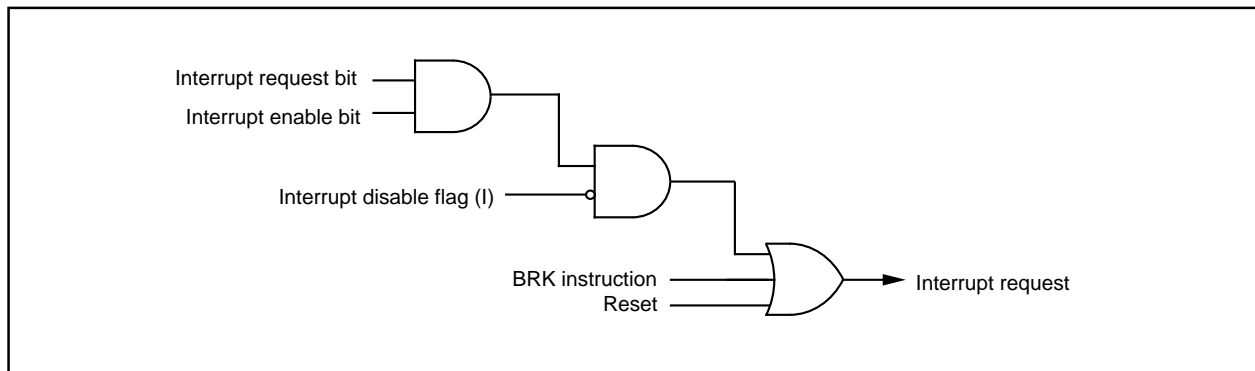 Interrupt request bit
Interrupt enable bit
Interrupt disable flag (I)
BRK instruction
Reset
Interrupt request